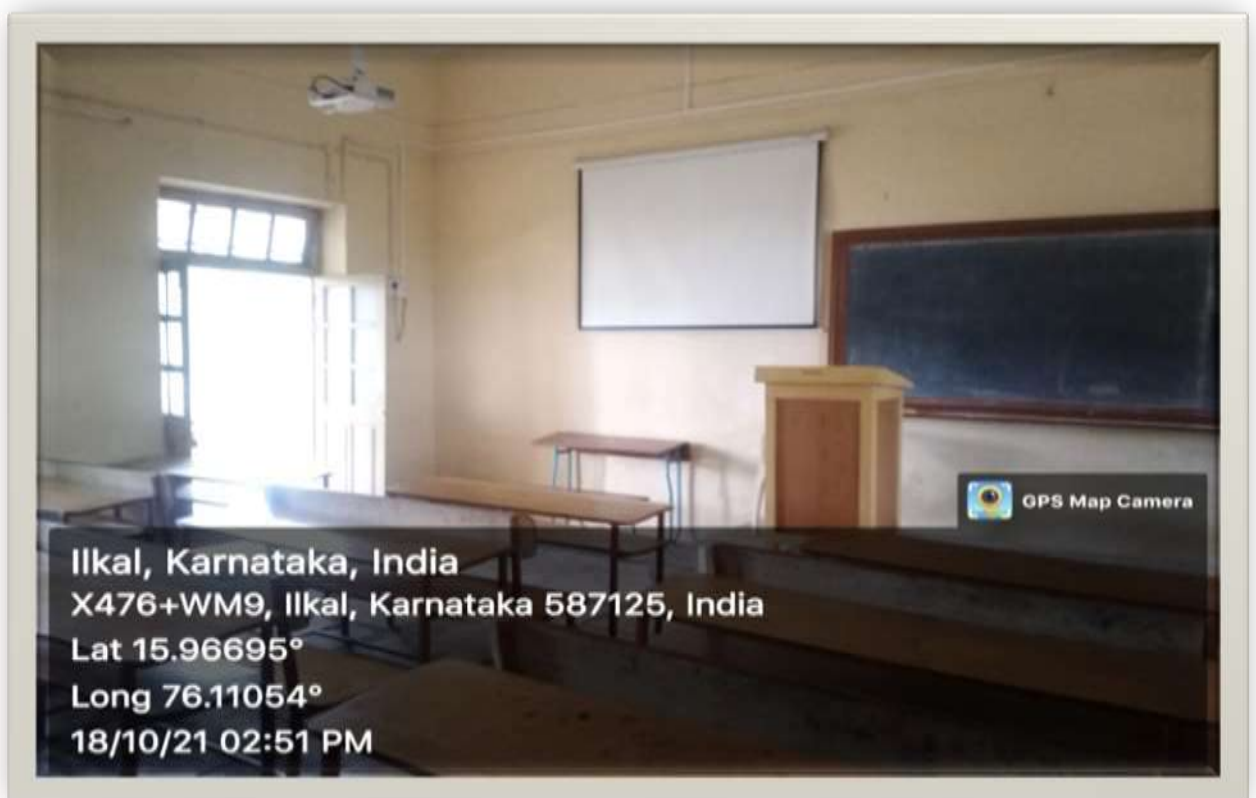 GPS Map Camera
Ilkal, Karnataka, India
X476+WM9, Ilkal, Karnataka 587125, India
Lat 15.96695°
Long 76.11054°
18/10/21 02:51 PM